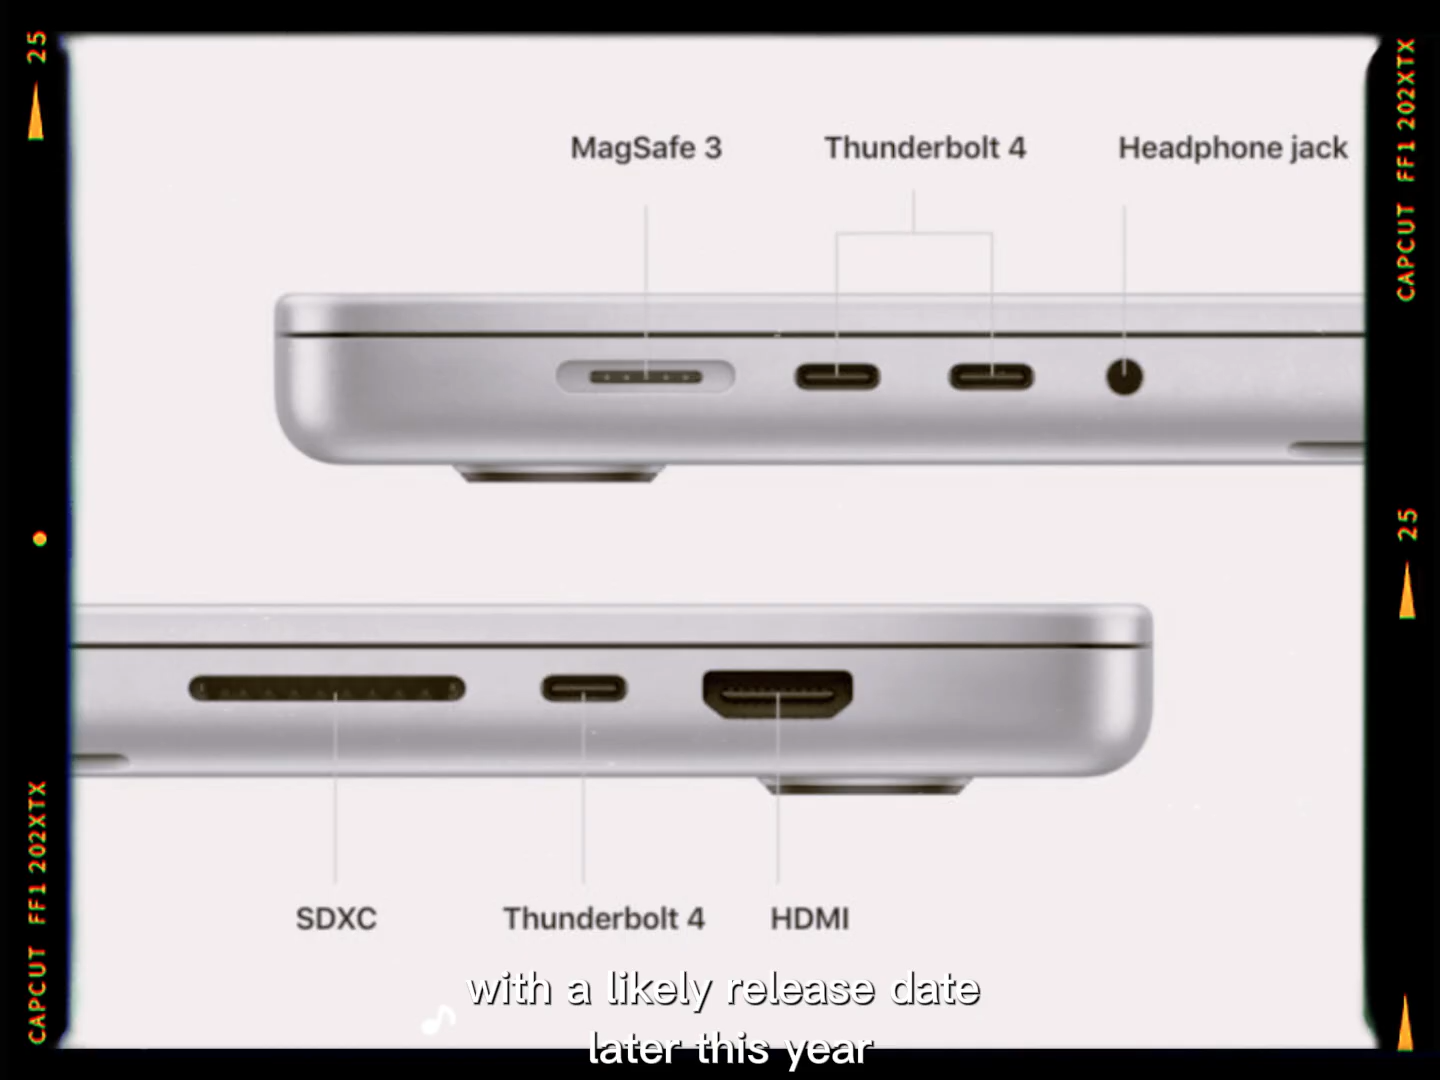 25
CAPCUT FF1 202XTX
MagSafe 3
Thunderbolt 4
Headphone jack
25
SDXC
Thunderbolt 4
HDMI
CAPCUT FF1 202XTX
with a likely release date
later this year